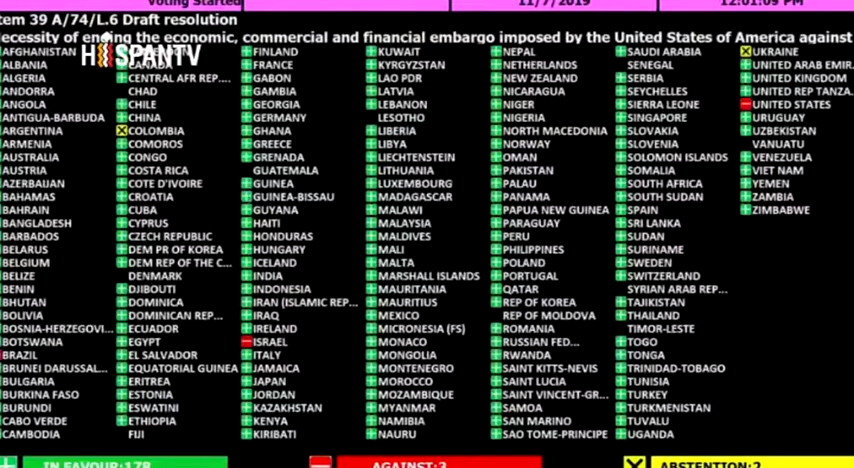 Voting Started
11/7/2019
12:01:09 PM
tem 39 A/74/L.6 Draft resolution
ecessity of ending the economic, commercial and financial embargo imposed by the United States of America against
HISPANTV
AFGHANISTAN
ALBANIA
ALGERIA
ANDORRA
ANGOLA
ANTIGUA-BARBUDA
ARGENTINA
ARMENIA
AUSTRALIA
AUSTRIA
AZERBAIJAN
BAHAMAS
BAHRAIN
BANGLADESH
BARBADOS
BELARUS
BELGIUM
BELIZE
BENIN
BHUTAN
BOLIVIA
BOSNIA-HERZEGOVI...
BOTSWANA
BRAZIL
BRUNEI DARUSSAL...
BULGARIA
BURKINA FASO
BURUNDI
CABO VERDE
CAMBODIA
CANADA
CENTRAL AFR REP....
CHAD
CHILE
CHINA
COLOMBIA
COMOROS
CONGO
COSTA RICA
COTE D'IVOIRE
CROATIA
CUBA
CYPRUS
CZECH REPUBLIC
DEM PR OF KOREA
DEM REP OF THE C...
DENMARK
DJIBOUTI
DOMINICA
DOMINICAN REP...
ECUADOR
EGYPT
EL SALVADOR
EQUATORIAL GUINEA
ERITREA
ESTONIA
ESWATINI
ETHIOPIA
FIJI
FINLAND
FRANCE
GABON
GAMBIA
GEORGIA
GERMANY
GHANA
GREECE
GRENADA
GUATEMALA
GUINEA
GUINEA-BISSAU
GUYANA
HAITI
HONDURAS
HUNGARY
ICELAND
INDIA
INDONESIA
IRAN (ISLAMIC REP...
IRAQ
IRELAND
ISRAEL
ITALY
JAMAICA
JAPAN
JORDAN
KAZAKHSTAN
KENYA
KIRIBATI
KUWAIT
KYRGYZSTAN
LAO PDR
LATVIA
LEBANON
LESOTHO
LIBERIA
LIBYA
LIECHTENSTEIN
LITHUANIA
LUXEMBOURG
MADAGASCAR
MALAWI
MALAYSIA
MALDIVES
MALI
MALTA
MARSHALL ISLANDS
MAURITANIA
MAURITIUS
MEXICO
MICRONESIA (FS)
MONACO
MONGOLIA
MONTENEGRO
MOROCCO
MOZAMBIQUE
MYANMAR
NAMIBIA
NAURU
NEPAL
NETHERLANDS
NEW ZEALAND
NICARAGUA
NIGER
NIGERIA
NORTH MACEDONIA
NORWAY
OMAN
PAKISTAN
PALAU
PANAMA
PAPUA NEW GUINEA
PARAGUAY
PERU
PHILIPPINES
POLAND
PORTUGAL
QATAR
REP OF KOREA
REP OF MOLDOVA
ROMANIA
RUSSIAN FED...
RWANDA
SAINT KITTS-NEVIS
SAINT LUCIA
SAINT VINCENT-GR...
SAMOA
SAN MARINO
SAO TOME-PRINCIPE
SAUDI ARABIA
SENEGAL
SERBIA
SEYCHELLES
SIERRA LEONE
SINGAPORE
SLOVAKIA
SLOVENIA
SOLOMON ISLANDS
SOMALIA
SOUTH AFRICA
SOUTH SUDAN
SPAIN
SRI LANKA
SUDAN
SURINAME
SWEDEN
SWITZERLAND
SYRIAN ARAB REP...
TAJIKISTAN
THAILAND
TIMOR-LESTE
TOGO
TONGA
TRINIDAD-TOBAGO
TUNISIA
TURKEY
TURKMENISTAN
TUVALU
UGANDA
UKRAINE
UNITED ARAB EMIR.
UNITED KINGDOM
UNITED REP TANZA.
UNITED STATES
URUGUAY
UZBEKISTAN
VANUATU
VENEZUELA
VIET NAM
YEMEN
ZAMBIA
ZIMBABWE
IN FAVOUR:178
AGAINST:3
ABSTENTION:2